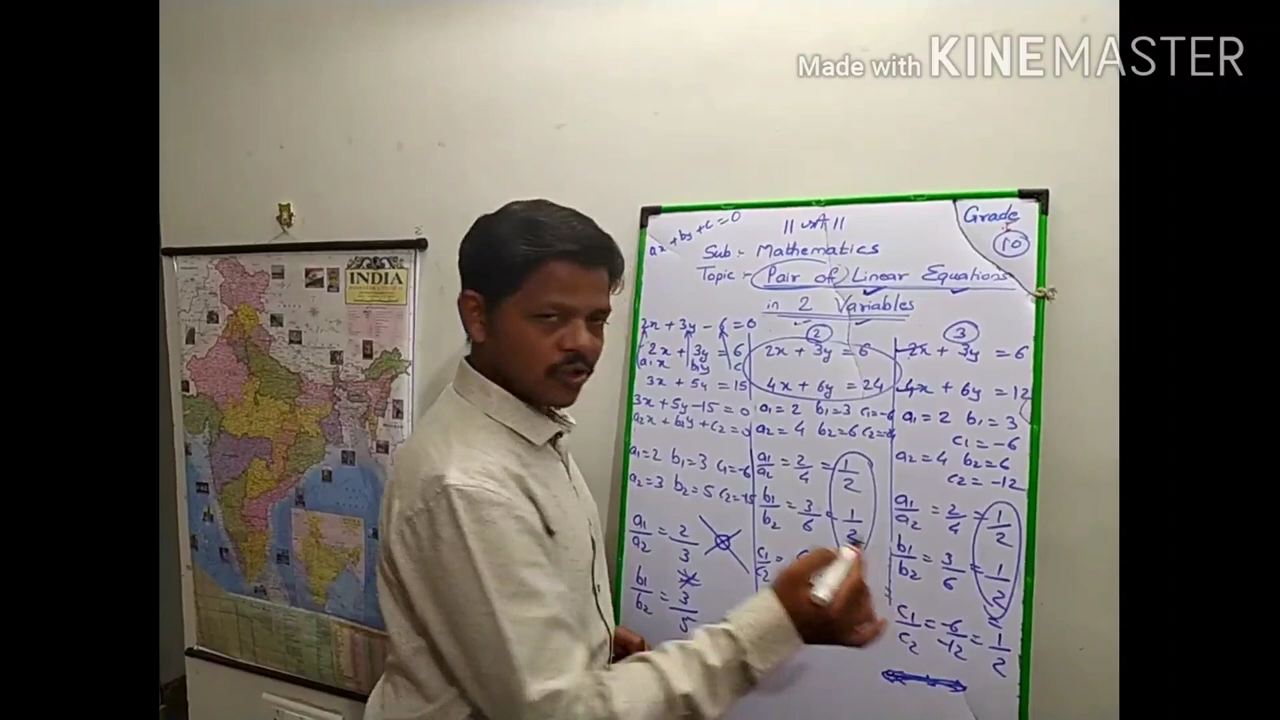 Made with KINEMASTER
INDIA
ax + by + c = 0
Grade
10
Sub:- Mathematics
Topic:- Pair of Linear Equations
in 2 Variables
2x + 3y - 6 = 0
2x + 3y = 6
a1x b1y c
3x + 5y = 15
3x + 5y - 15 = 0
a2x + b2y + c2 = 0
a1 = 2 b1 = 3 c1 = -6
a2 = 3 b2 = 5 c2 = -15
a1/a2 = 2/3
b1/b2 = 3/5
2
2x + 3y = 6
4x + 6y = 24
a1 = 2 b1 = 3 c1 = -6
a2 = 4 b2 = 6 c2 =
a1/a2 = 2/4 = 1/2
b1/b2 = 3/6 = 1/2
c1/c2 =
3
2x + 3y = 6
4x + 6y = 12
a1 = 2 b1 = 3
c1 = -6
a2 = 4 b2 = 6
c2 = -12
a1/a2 = 2/4 = 1/2
b1/b2 = 3/6 = 1/2
c1/c2 = -6/-12 = 1/2